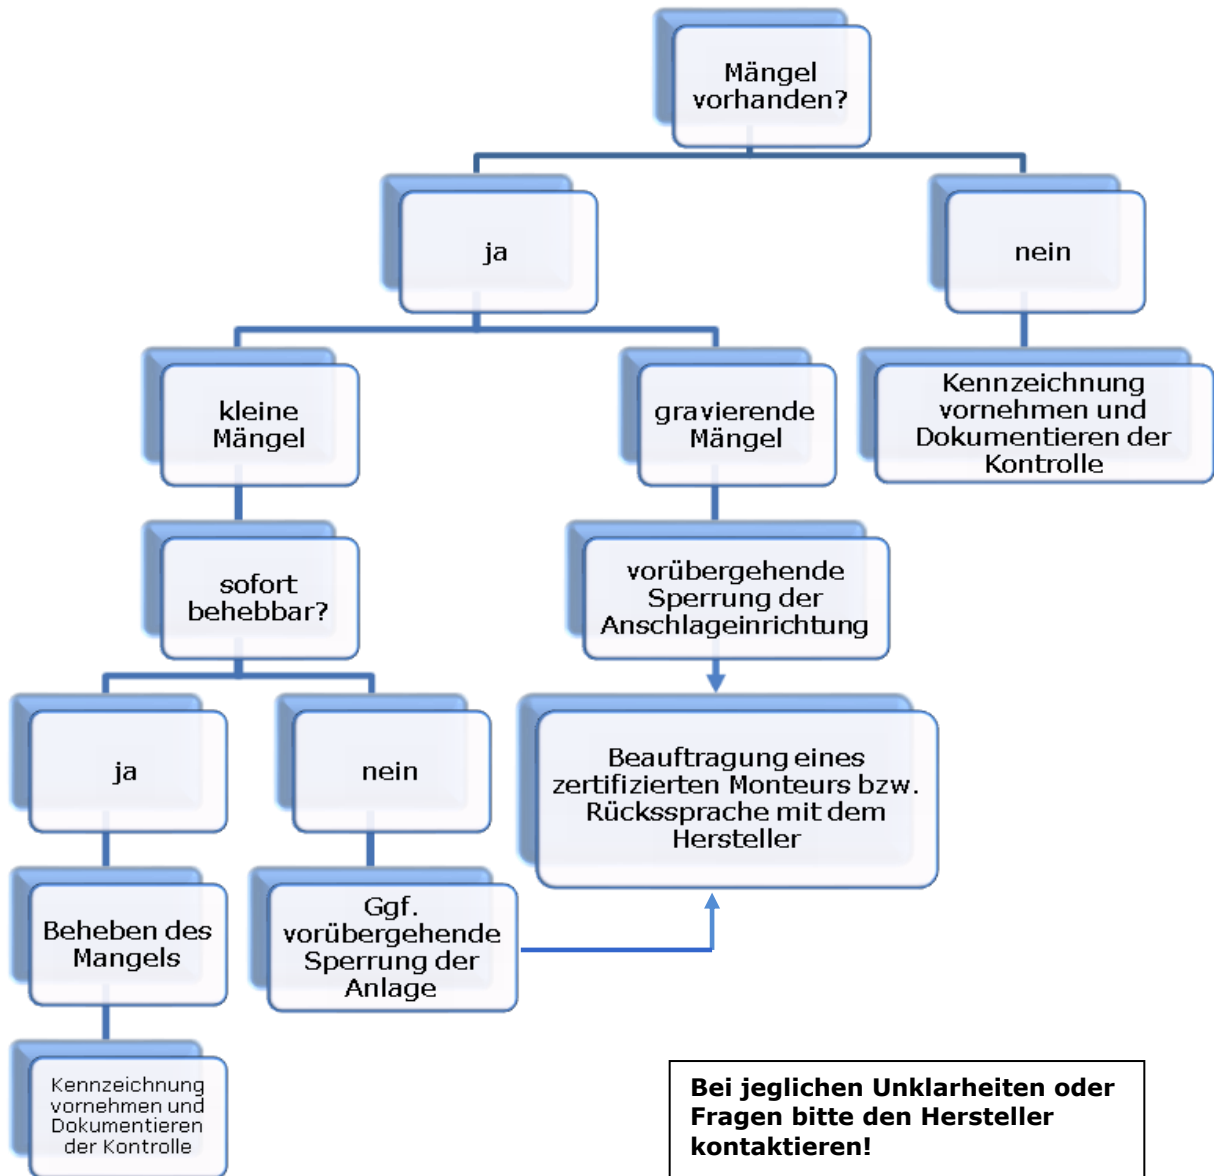 Mängel
vorhanden?
ja
nein
kleine
Mängel
gravierende
Mängel
Kennzeichnung
vornehmen und
Dokumentieren der
Kontrolle
sofort
behebbar?
vorübergehende
Sperrung der
Anschlageinrichtung
ja
nein
Beauftragung eines
zertifizierten Monteurs bzw.
Rückssprache mit dem
Hersteller
Beheben des
Mangels
Ggf.
vorübergehende
Sperrung der
Anlage
Kennzeichnung
vornehmen und
Dokumentieren
der Kontrolle
Bei jeglichen Unklarheiten oder
Fragen bitte den Hersteller
kontaktieren!